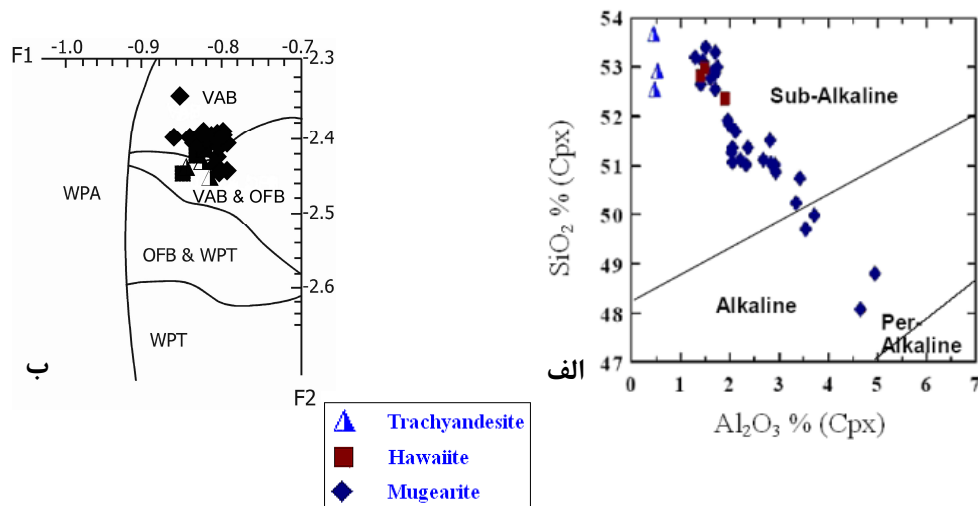 F1
-1.0 -0.9 -0.8 -0.7
-2.3
-2.4
-2.5
-2.6
F2
VAB
WPA
VAB & OFB
OFB & WPT
WPT
ب
54
53
52
51
50
49
48
47
SiO₂ % (Cpx)
Sub-Alkaline
Alkaline
Per-
Alkaline
0 1 2 3 4 5 6 7
Al₂O₃ % (Cpx)
الف
Trachyandesite
Hawaiite
Mugearite